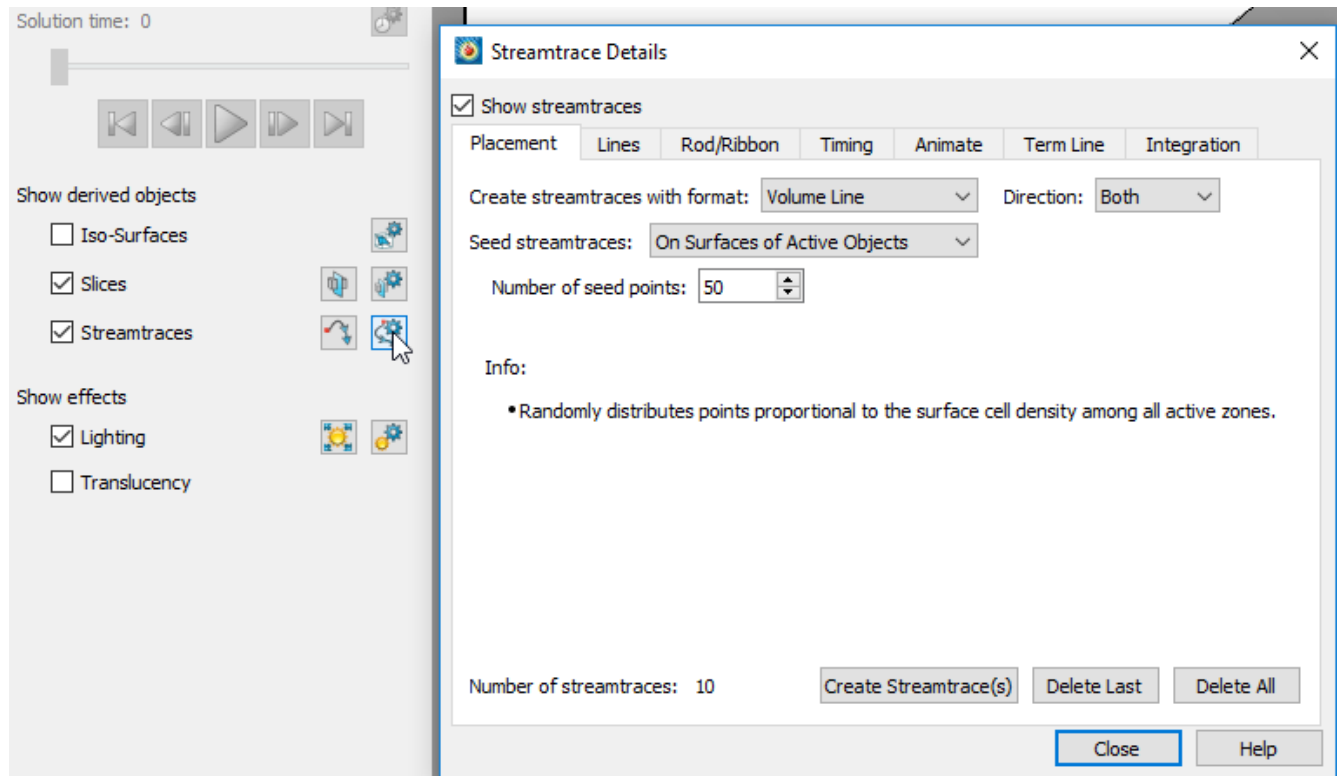 Solution time: 0
Show derived objects
Iso-Surfaces
Slices
Streamtraces
Show effects
Lighting
Translucency
Streamtrace Details
Show streamtraces
Placement Lines Rod/Ribbon Timing Animate Term Line Integration
Create streamtraces with format: Volume Line Direction: Both
Seed streamtraces: On Surfaces of Active Objects
Number of seed points: 50
Info:
•Randomly distributes points proportional to the surface cell density among all active zones.
Number of streamtraces: 10 Create Streamtrace(s) Delete Last Delete All
Close Help